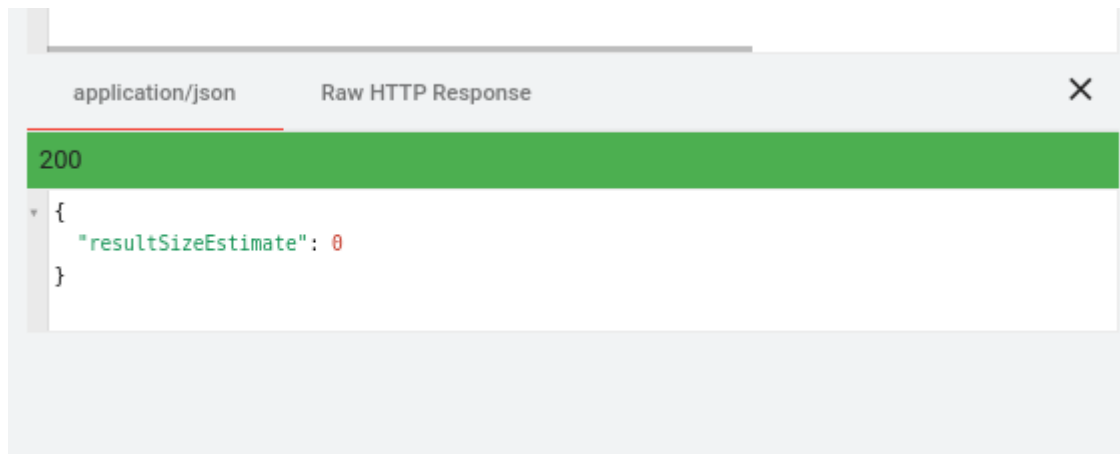 application/json Raw HTTP Response
200
{
"resultSizeEstimate": 0
}